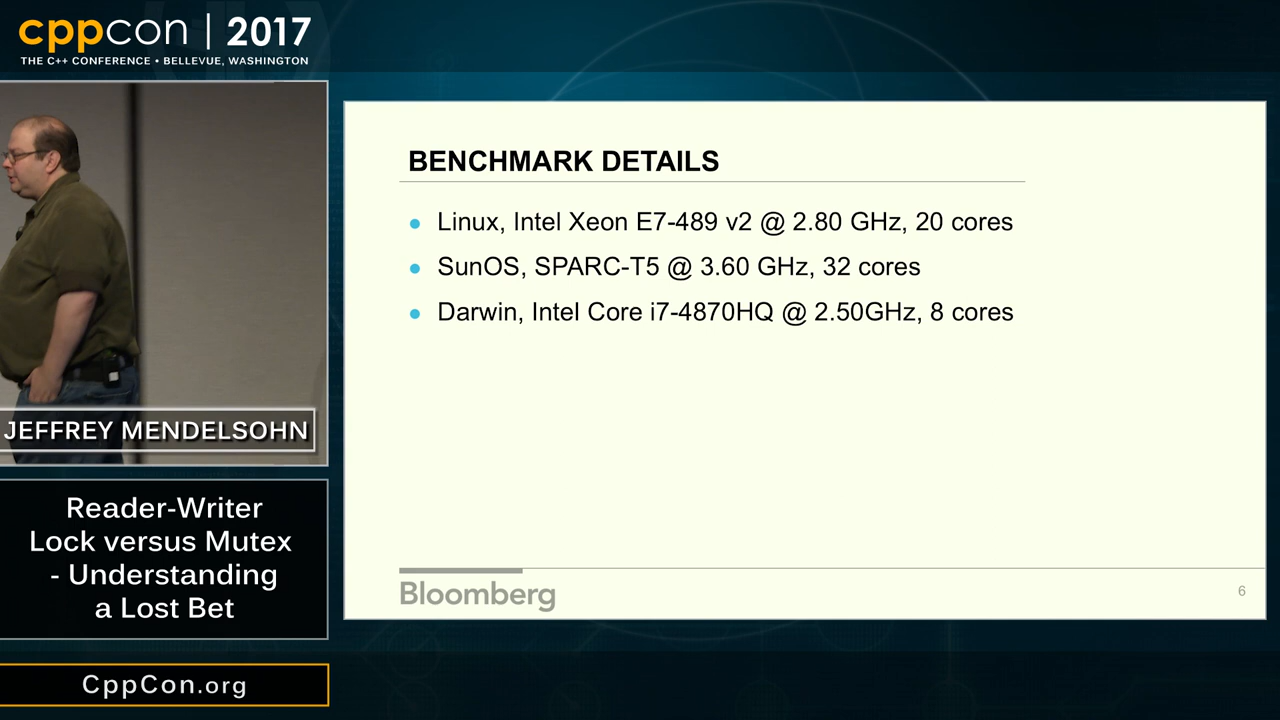 cppcon | 2017
THE C++ CONFERENCE • BELLEVUE, WASHINGTON
JEFFREY MENDELSOHN
Reader-Writer
Lock versus Mutex
- Understanding
a Lost Bet
CppCon.org
BENCHMARK DETAILS
• Linux, Intel Xeon E7-489 v2 @ 2.80 GHz, 20 cores
• SunOS, SPARC-T5 @ 3.60 GHz, 32 cores
• Darwin, Intel Core i7-4870HQ @ 2.50GHz, 8 cores
Bloomberg
6